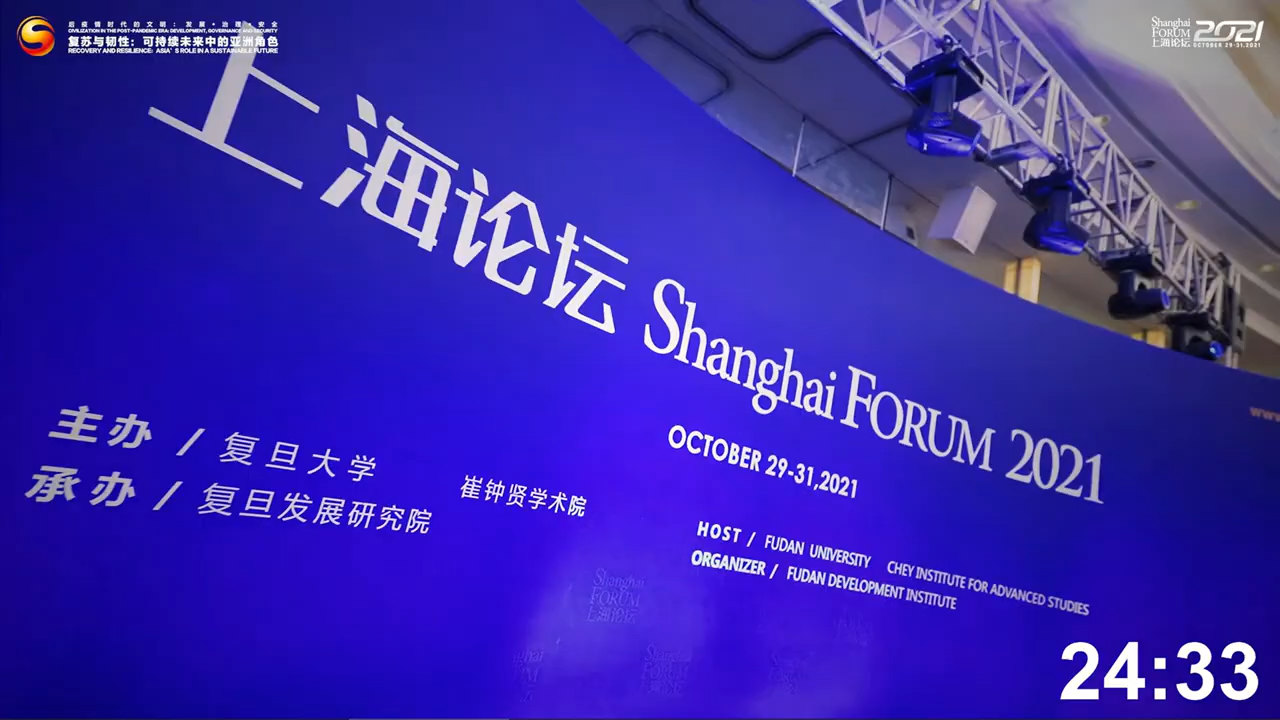 后疫情时代的文明：发展·治理·安全
CIVILIZATION IN THE POST-PANDEMIC ERA: DEVELOPMENT, GOVERNANCE AND SECURITY
复苏与韧性：可持续未来中的亚洲角色
RECOVERY AND RESILIENCE: ASIA'S ROLE IN A SUSTAINABLE FUTURE
Shanghai
FORUM
上海论坛
2021
OCTOBER 29-31,2021
上海论坛 Shanghai FORUM 2021
www
OCTOBER 29-31,2021
主办 / 复旦大学 崔钟贤学术院
承办 / 复旦发展研究院
HOST / FUDAN UNIVERSITY CHEY INSTITUTE FOR ADVANCED STUDIES
ORGANIZER / FUDAN DEVELOPMENT INSTITUTE
Shanghai
FORUM
上海论坛
24:33